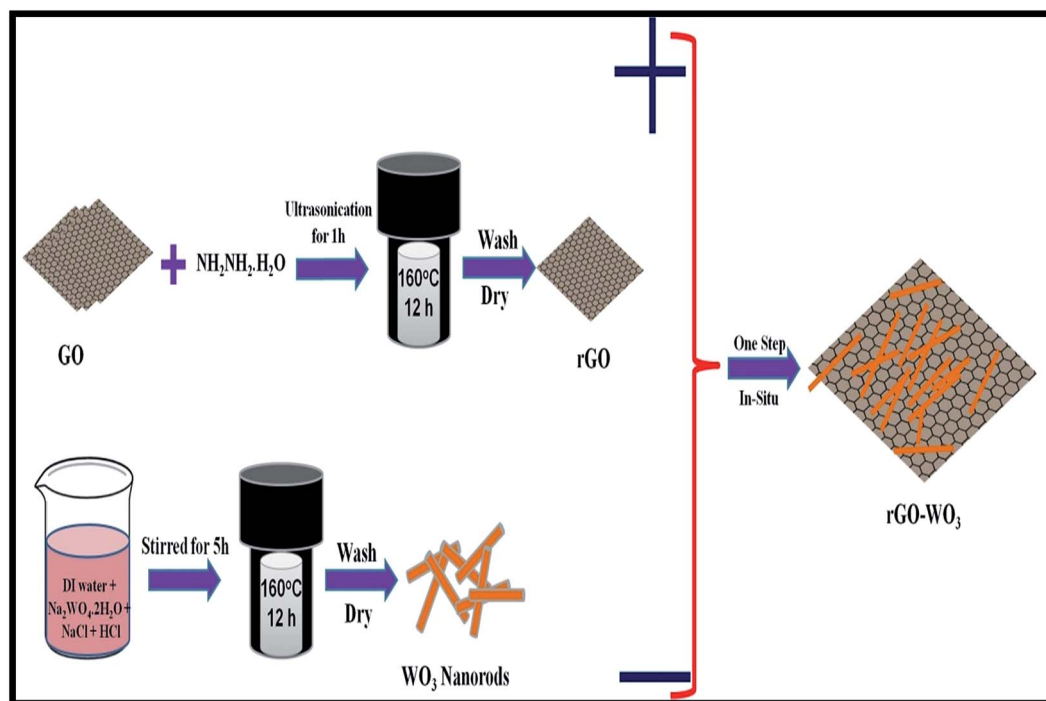 GO
NH₂NH₂.H₂O
Ultrasonication
for 1h
160°C
12 h
Wash
Dry
rGO
DI water +
Na₂WO₄.2H₂O +
NaCl + HCl
Stirred for 5h
160°C
12 h
Wash
Dry
WO₃ Nanorods
One Step
In-Situ
rGO-WO₃